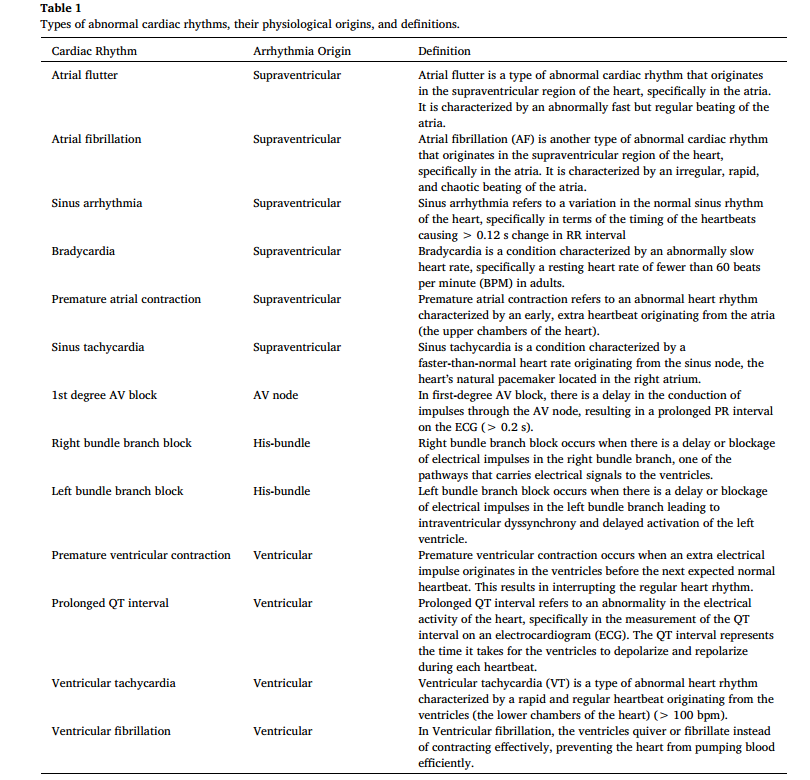 Table 1
Types of abnormal cardiac rhythms, their physiological origins, and definitions.
Cardiac Rhythm Arrhythmia Origin Definition
Atrial flutter Supraventricular Atrial flutter is a type of abnormal cardiac rhythm that originates
in the supraventricular region of the heart, specifically in the atria.
It is characterized by an abnormally fast but regular beating of the
atria.
Atrial fibrillation Supraventricular Atrial fibrillation (AF) is another type of abnormal cardiac rhythm
that originates in the supraventricular region of the heart,
specifically in the atria. It is characterized by an irregular, rapid,
and chaotic beating of the atria.
Sinus arrhythmia Supraventricular Sinus arrhythmia refers to a variation in the normal sinus rhythm
of the heart, specifically in terms of the timing of the heartbeats
causing > 0.12 s change in RR interval
Bradycardia Supraventricular Bradycardia is a condition characterized by an abnormally slow
heart rate, specifically a resting heart rate of fewer than 60 beats
per minute (BPM) in adults.
Premature atrial contraction Supraventricular Premature atrial contraction refers to an abnormal heart rhythm
characterized by an early, extra heartbeat originating from the atria
(the upper chambers of the heart).
Sinus tachycardia Supraventricular Sinus tachycardia is a condition characterized by a
faster-than-normal heart rate originating from the sinus node, the
heart's natural pacemaker located in the right atrium.
1st degree AV block AV node In first-degree AV block, there is a delay in the conduction of
impulses through the AV node, resulting in a prolonged PR interval
on the ECG (> 0.2 s).
Right bundle branch block His-bundle Right bundle branch block occurs when there is a delay or blockage
of electrical impulses in the right bundle branch, one of the
pathways that carries electrical signals to the ventricles.
Left bundle branch block His-bundle Left bundle branch block occurs when there is a delay or blockage
of electrical impulses in the left bundle branch leading to
intraventricular dyssynchrony and delayed activation of the left
ventricle.
Premature ventricular contraction Ventricular Premature ventricular contraction occurs when an extra electrical
impulse originates in the ventricles before the next expected normal
heartbeat. This results in interrupting the regular heart rhythm.
Prolonged QT interval Ventricular Prolonged QT interval refers to an abnormality in the electrical
activity of the heart, specifically in the measurement of the QT
interval on an electrocardiogram (ECG). The QT interval represents
the time it takes for the ventricles to depolarize and repolarize
during each heartbeat.
Ventricular tachycardia Ventricular Ventricular tachycardia (VT) is a type of abnormal heart rhythm
characterized by a rapid and regular heartbeat originating from the
ventricles (the lower chambers of the heart) (> 100 bpm).
Ventricular fibrillation Ventricular In Ventricular fibrillation, the ventricles quiver or fibrillate instead
of contracting effectively, preventing the heart from pumping blood
efficiently.